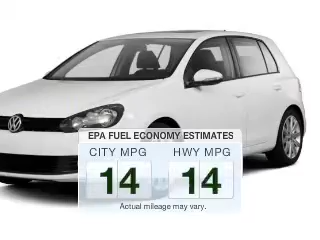 EPA FUEL ECONOMY ESTIMATES
CITY MPG HWY MPG
14 14
Actual mileage may vary.